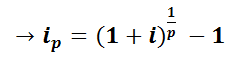 → i_p = (1 + i)^{1/p} − 1